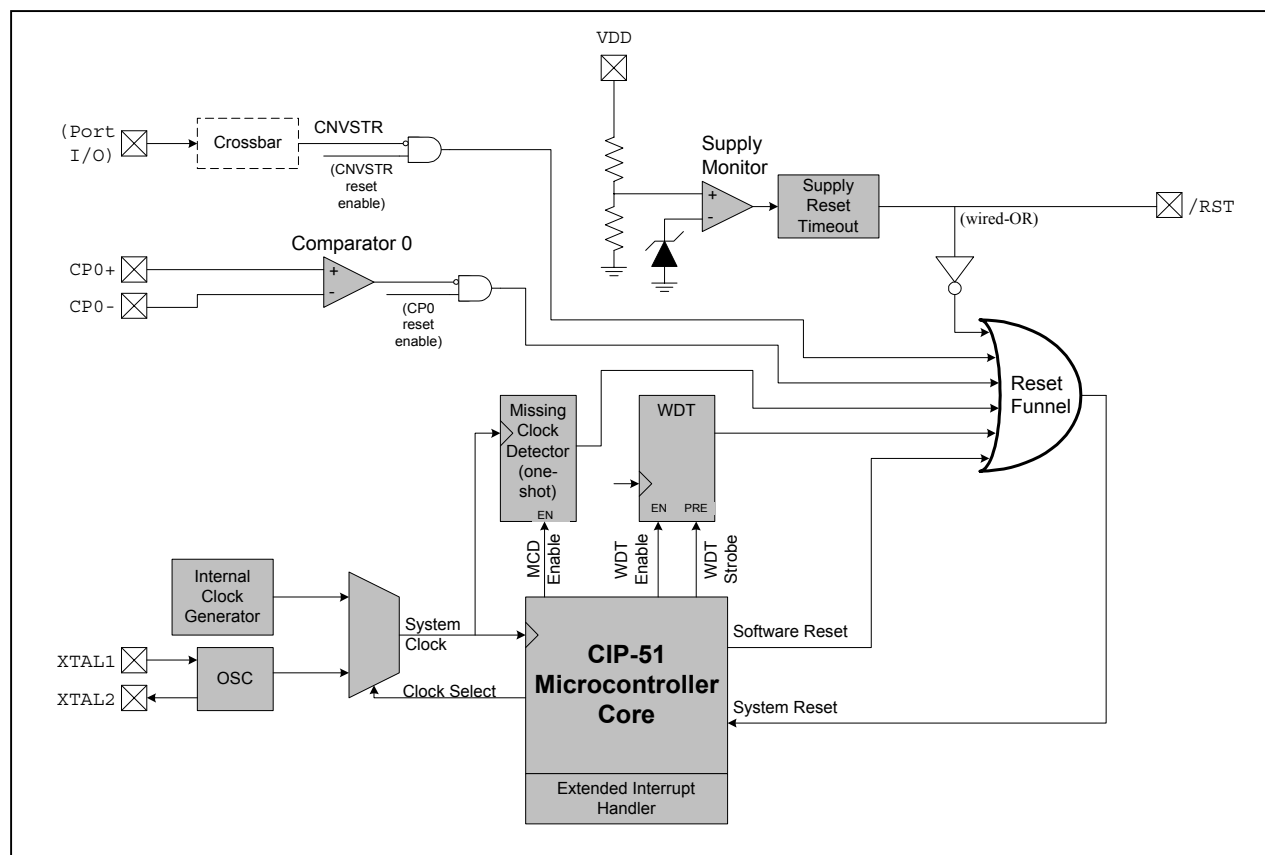 VDD
(Port
I/O)
Crossbar
CNVSTR
(CNVSTR
reset
enable)
Supply
Monitor
+
-
Supply
Reset
Timeout
(wired-OR)
/RST
Comparator 0
CP0+
CP0-
+
-
(CP0
reset
enable)
Reset
Funnel
Missing
Clock
Detector
(one-
shot)
EN
WDT
EN
PRE
MCD
Enable
WDT
Enable
WDT
Strobe
Internal
Clock
Generator
System
Clock
XTAL1
XTAL2
OSC
Clock Select
CIP-51
Microcontroller
Core
Software Reset
System Reset
Extended Interrupt
Handler